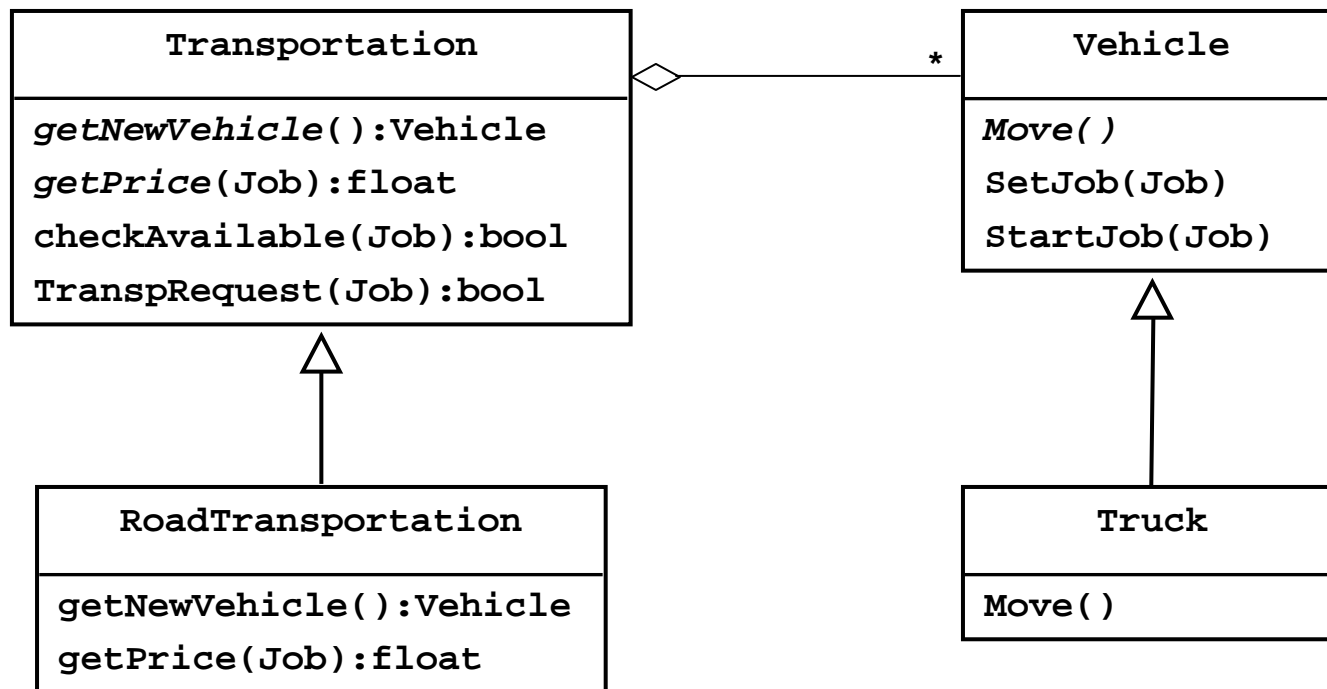 Transportation
getNewVehicle():Vehicle
getPrice(Job):float
checkAvailable(Job):bool
TranspRequest(Job):bool
*
Vehicle
Move()
SetJob(Job)
StartJob(Job)
RoadTransportation
getNewVehicle():Vehicle
getPrice(Job):float
Truck
Move()